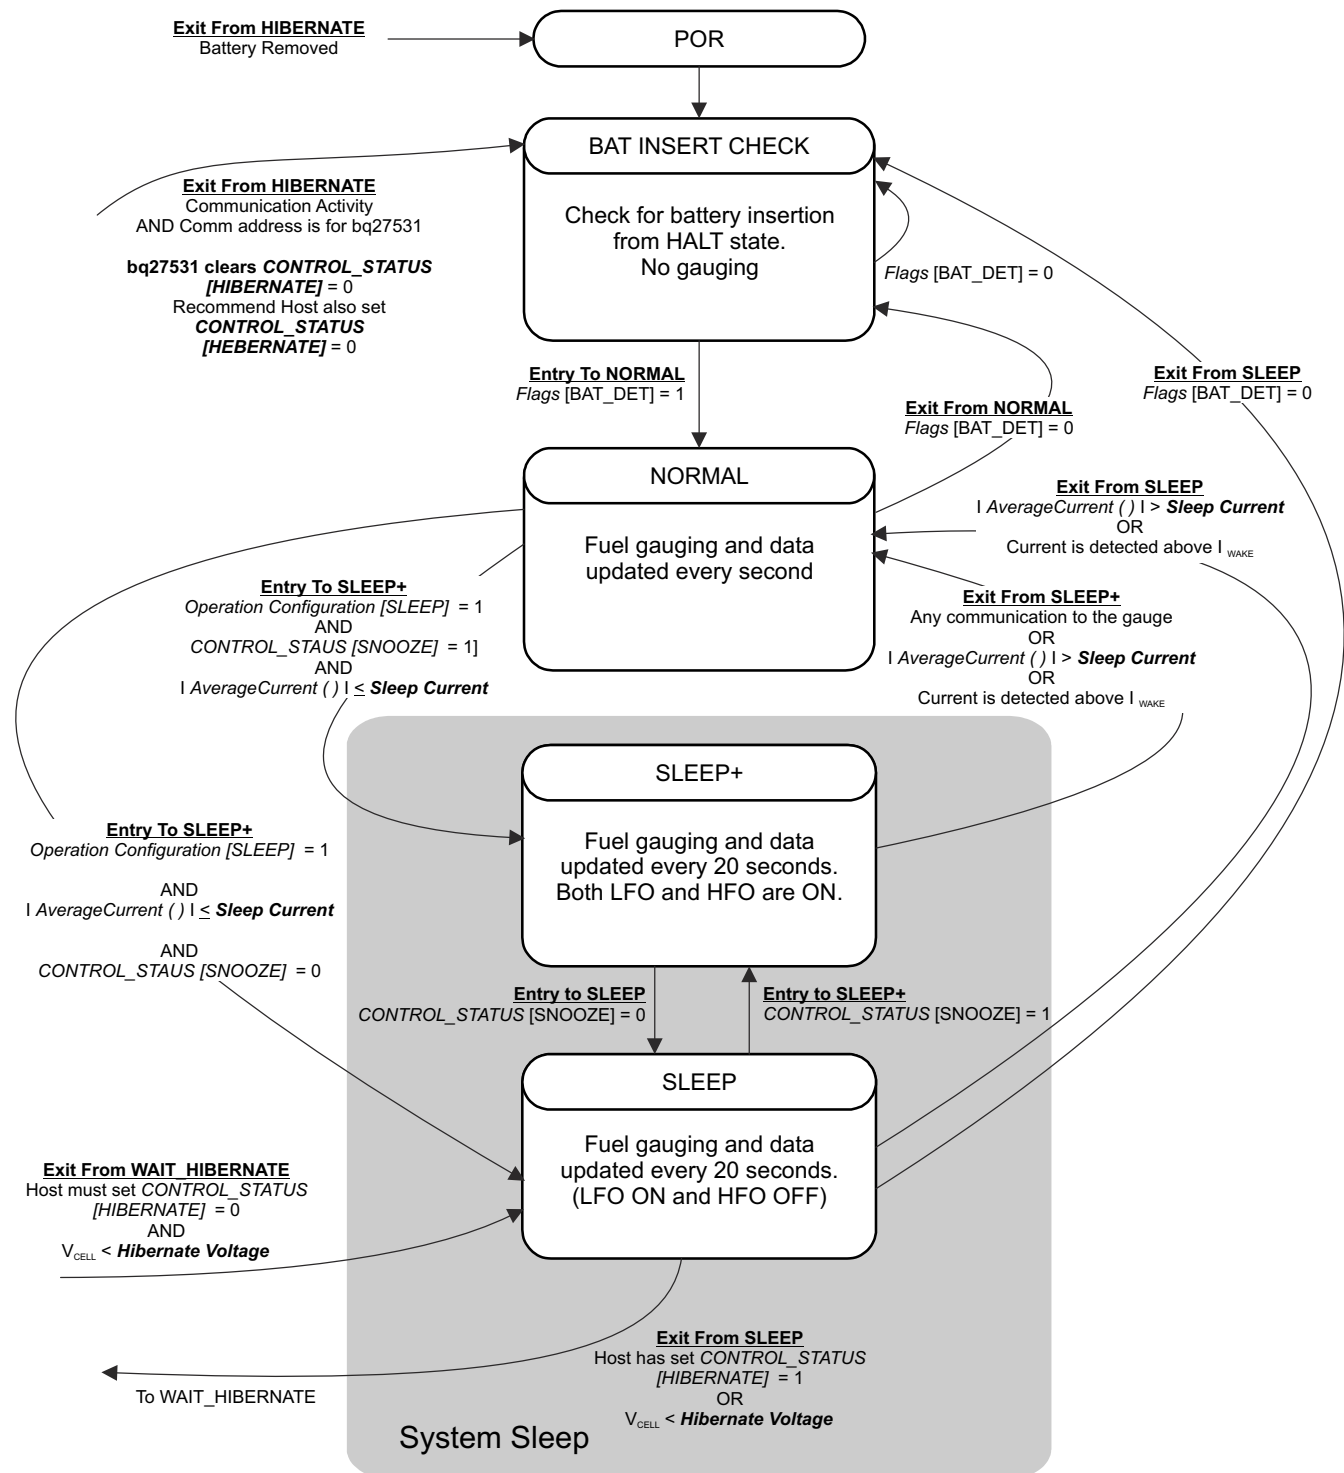 Exit From HIBERNATE
Battery Removed
POR
BAT INSERT CHECK
Check for battery insertion
from HALT state.
No gauging
Exit From HIBERNATE
Communication Activity
AND Comm address is for bq27531
bq27531 clears CONTROL_STATUS
[HIBERNATE] = 0
Recommend Host also set
CONTROL_STATUS
[HEBERNATE] = 0
Flags [BAT_DET] = 0
Entry To NORMAL
Flags [BAT_DET] = 1
Exit From NORMAL
Flags [BAT_DET] = 0
Exit From SLEEP
Flags [BAT_DET] = 0
NORMAL
Fuel gauging and data
updated every second
Exit From SLEEP
I AverageCurrent ( ) I > Sleep Current
OR
Current is detected above I WAKE
Entry To SLEEP+
Operation Configuration [SLEEP] = 1
AND
CONTROL_STAUS [SNOOZE] = 1]
AND
I AverageCurrent ( ) I ≤ Sleep Current
Exit From SLEEP+
Any communication to the gauge
OR
I AverageCurrent ( ) I > Sleep Current
OR
Current is detected above I WAKE
SLEEP+
Fuel gauging and data
updated every 20 seconds.
Both LFO and HFO are ON.
Entry To SLEEP+
Operation Configuration [SLEEP] = 1
AND
I AverageCurrent ( ) I ≤ Sleep Current
AND
CONTROL_STAUS [SNOOZE] = 0
Entry to SLEEP
CONTROL_STATUS [SNOOZE] = 0
Entry to SLEEP+
CONTROL_STATUS [SNOOZE] = 1
SLEEP
Fuel gauging and data
updated every 20 seconds.
(LFO ON and HFO OFF)
Exit From WAIT_HIBERNATE
Host must set CONTROL_STATUS
[HIBERNATE] = 0
AND
VCELL < Hibernate Voltage
Exit From SLEEP
Host has set CONTROL_STATUS
[HIBERNATE] = 1
OR
VCELL < Hibernate Voltage
To WAIT_HIBERNATE
System Sleep